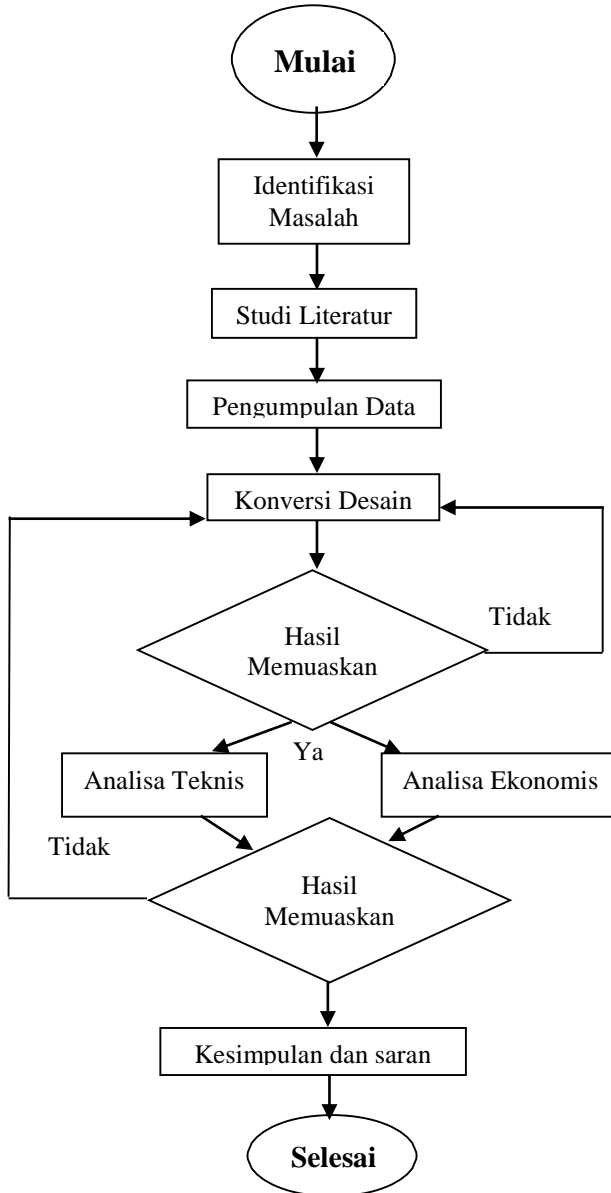 Mulai
Identifikasi
Masalah
Studi Literatur
Pengumpulan Data
Konversi Desain
Tidak
Hasil
Memuaskan
Ya
Analisa Teknis
Analisa Ekonomis
Tidak
Hasil
Memuaskan
Kesimpulan dan saran
Selesai